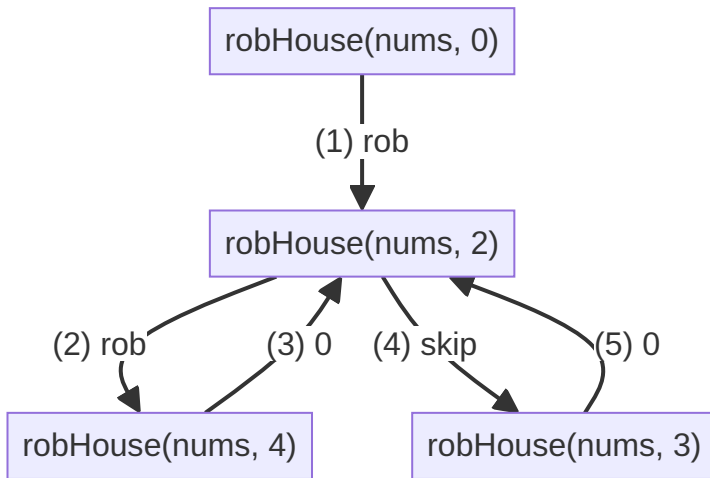 robHouse(nums, 0)
(1) rob
robHouse(nums, 2)
(2) rob
(3) 0
(4) skip
(5) 0
robHouse(nums, 4)
robHouse(nums, 3)